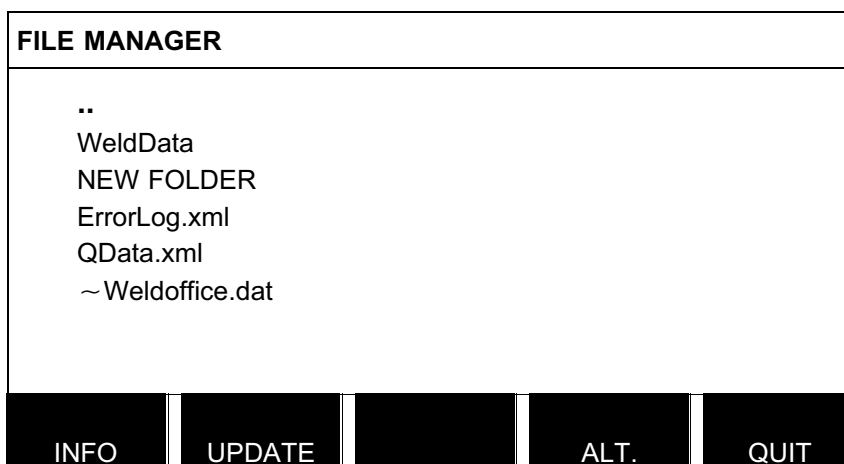 FILE MANAGER
..
WeldData
NEW FOLDER
ErrorLog.xml
QData.xml
~Weldoffice.dat
INFO UPDATE ALT. QUIT